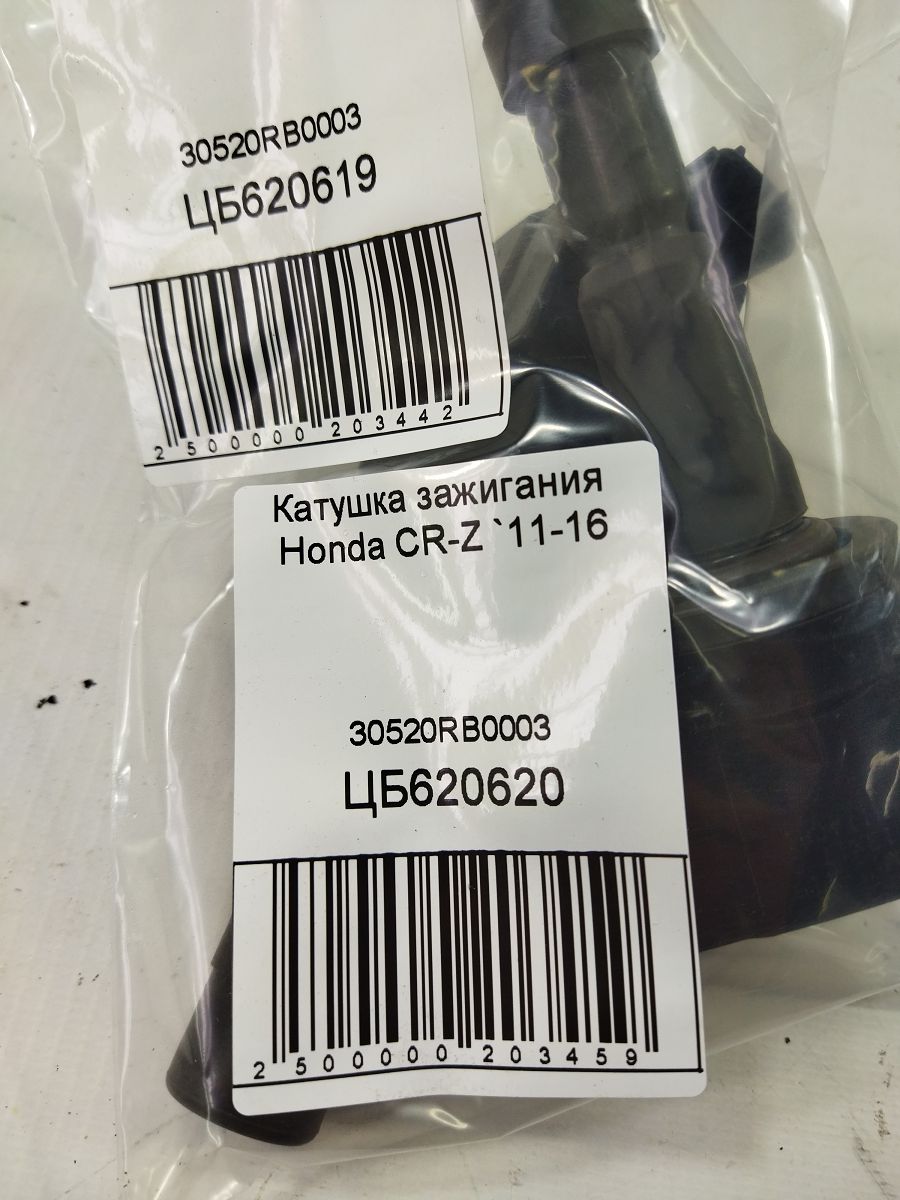 30520RB0003
ЦБ620619
2 500000 203442
Катушка зажигания
Honda CR-Z `11-16
30520RB0003
ЦБ620620
2 500000 203459